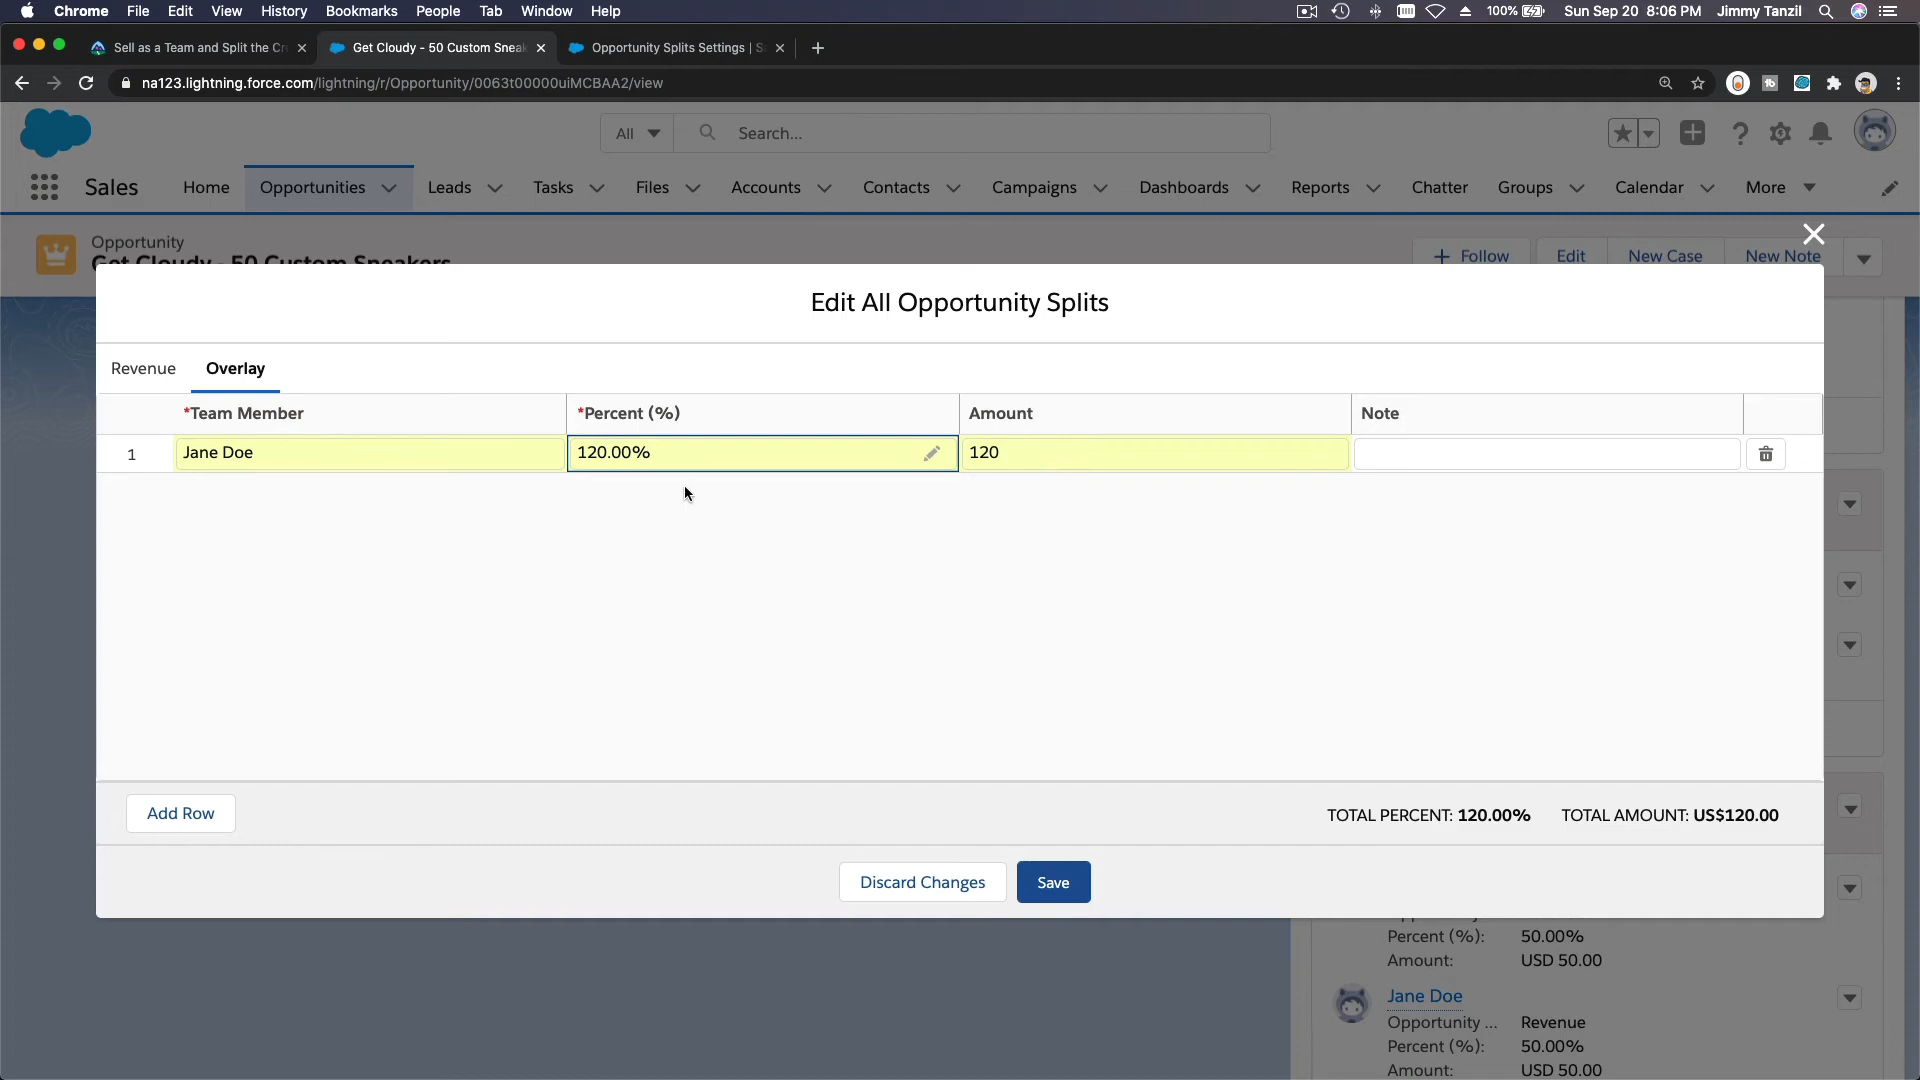 Chrome File Edit View History Bookmarks People Tab Window Help 100% Sun Sep 20 8:06 PM Jimmy Tanzil
Sell as a Team and Split the Cr Get Cloudy - 50 Custom Sneak Opportunity Splits Settings | S
na123.lightning.force.com/lightning/r/Opportunity/0063t00000uiMCBAA2/view
All Search...
Sales Home Opportunities Leads Tasks Files Accounts Contacts Campaigns Dashboards Reports Chatter Groups Calendar More
Opportunity
Get Cloudy - 50 Custom Sneakers
+ Follow Edit New Case New Note
Edit All Opportunity Splits
Revenue Overlay
*Team Member *Percent (%) Amount Note
1 Jane Doe 120.00% 120
Add Row TOTAL PERCENT: 120.00% TOTAL AMOUNT: US$120.00
Discard Changes Save
Percent (%): 50.00%
Amount: USD 50.00
Jane Doe
Opportunity ... Revenue
Percent (%): 50.00%
Amount: USD 50.00